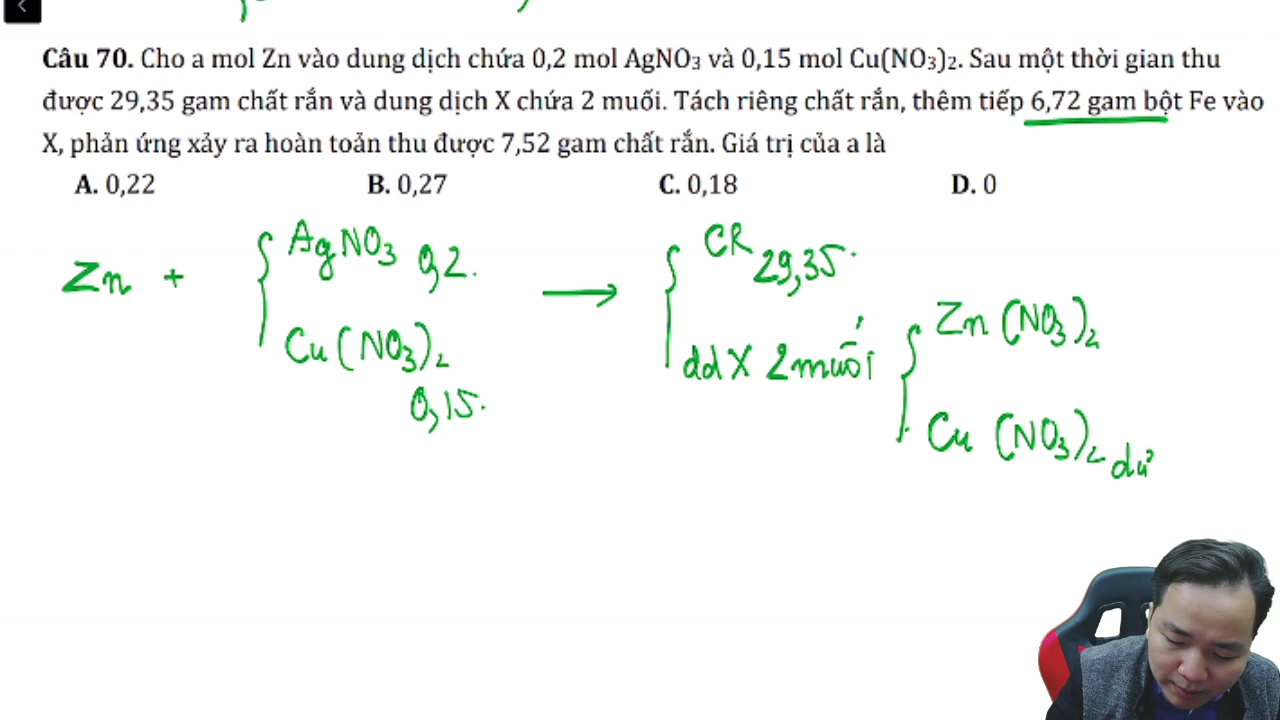 Câu 70. Cho a mol Zn vào dung dịch chứa 0,2 mol AgNO₃ và 0,15 mol Cu(NO₃)₂. Sau một thời gian thu
được 29,35 gam chất rắn và dung dịch X chứa 2 muối. Tách riêng chất rắn, thêm tiếp 6,72 gam bột Fe vào
X, phản ứng xảy ra hoàn toản thu được 7,52 gam chất rắn. Giá trị của a là
A. 0,22 B. 0,27 C. 0,18 D. 0
Zn + { AgNO₃ 0,2. → { CR 29,35.
Cu(NO₃)₂ 0,15.
ddX 2 muối { Zn(NO₃)₂
Cu(NO₃)₂ dư